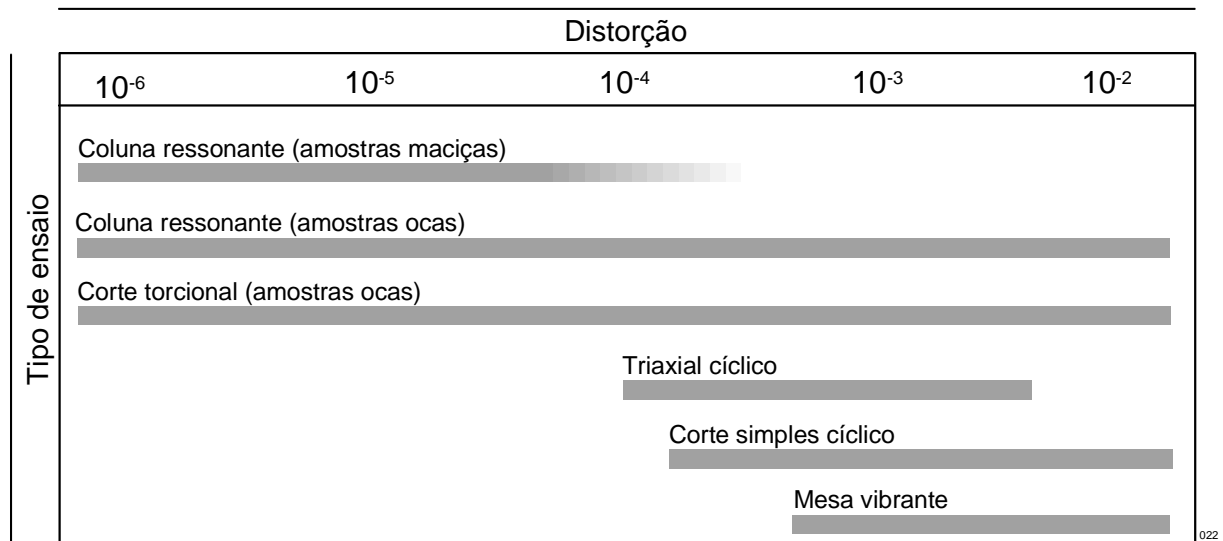 Distorção
10-6 10-5 10-4 10-3 10-2
Tipo de ensaio
Coluna ressonante (amostras maciças)
Coluna ressonante (amostras ocas)
Corte torcional (amostras ocas)
Triaxial cíclico
Corte simples cíclico
Mesa vibrante
022